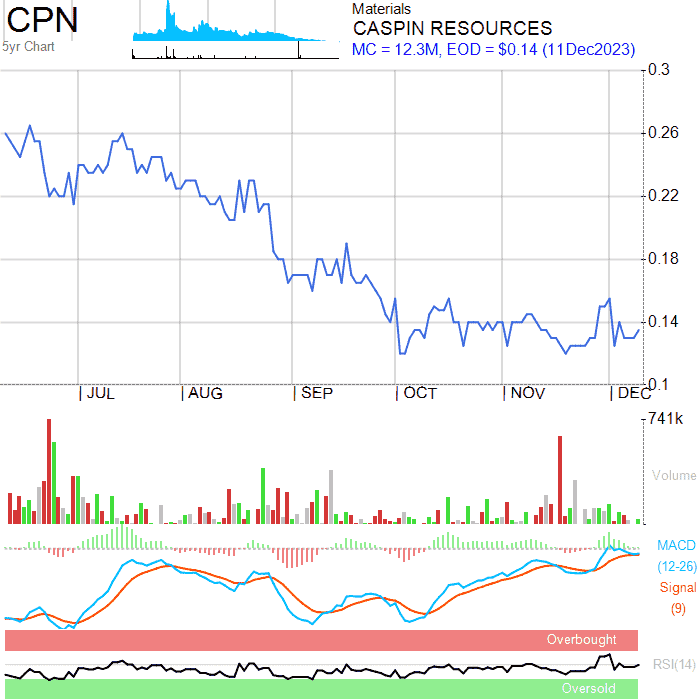 CPN
5yr Chart
Materials
CASPIN RESOURCES
MC = 12.3M, EOD = $0.14 (11Dec2023)
0.3
0.26
0.22
0.18
0.14
0.1
JUL AUG SEP OCT NOV DEC
741k
Volume
MACD
(12-26)
Signal
(9)
Overbought
RSI(14)
Oversold